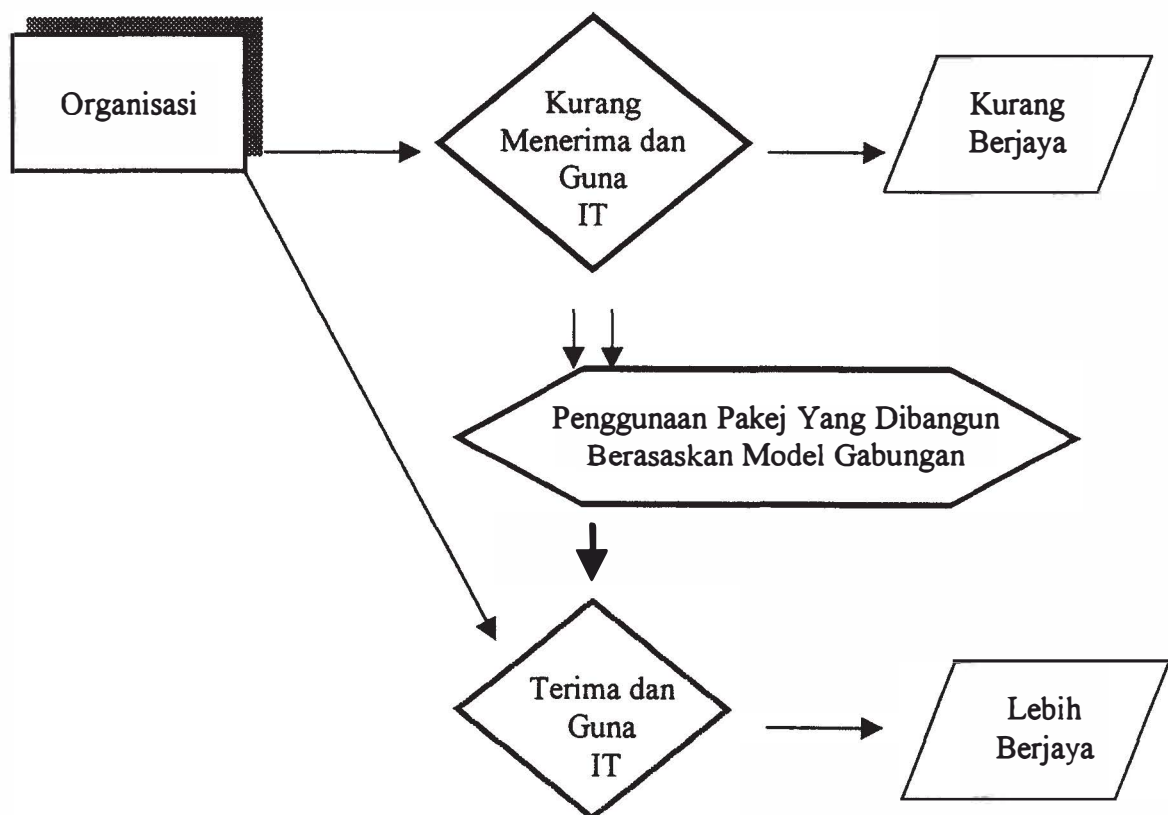 Organisasi
Kurang
Menerima dan
Guna
IT
Kurang
Berjaya
Penggunaan Pakej Yang Dibangun
Berasaskan Model Gabungan
Terima dan
Guna
IT
Lebih
Berjaya